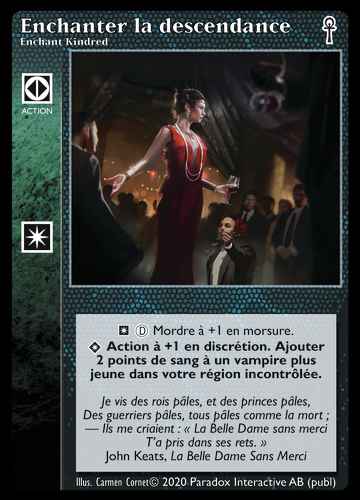 Enchanter la descendance
Enchant Kindred
ACTION
D Mordre à +1 en morsure.
Action à +1 en discrétion. Ajouter
2 points de sang à un vampire plus
jeune dans votre région incontrôlée.
Je vis des rois pâles, et des princes pâles,
Des guerriers pâles, tous pâles comme la mort ;
— Ils me criaient : « La Belle Dame sans merci
T'a pris dans ses rets. »
John Keats, La Belle Dame Sans Merci
Illus. Carmen Cornet © 2020 Paradox Interactive AB (publ)